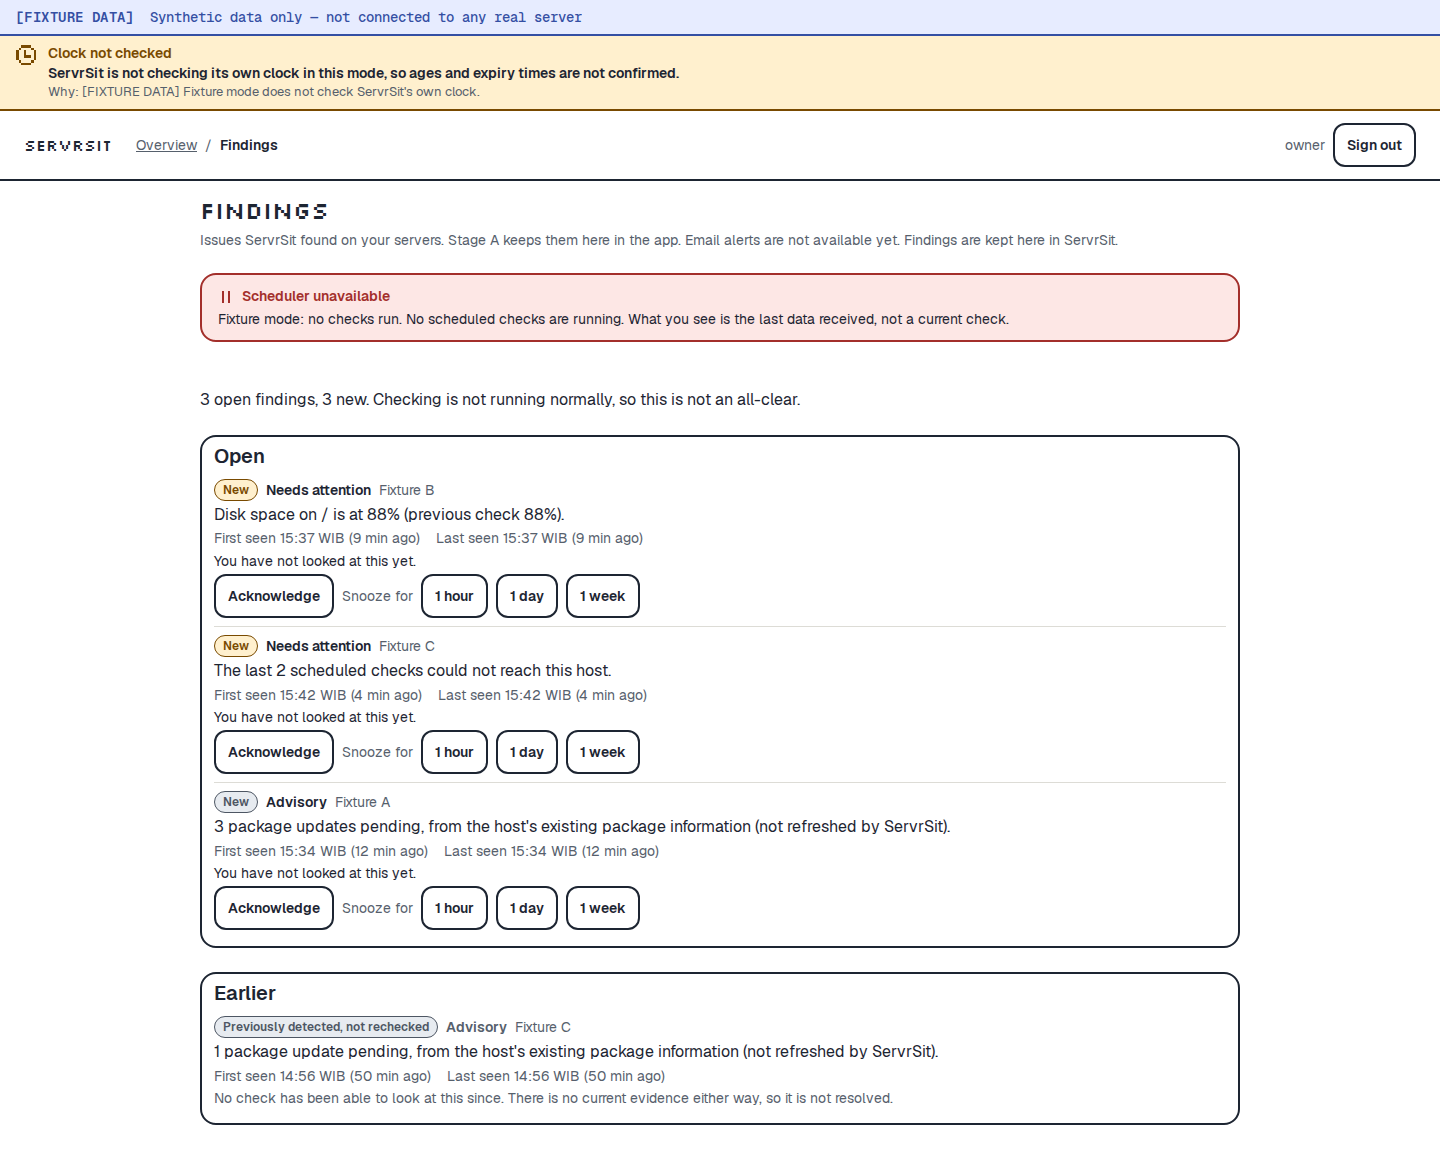 [FIXTURE DATA] Synthetic data only — not connected to any real server
Clock not checked
ServrSit is not checking its own clock in this mode, so ages and expiry times are not confirmed.
Why: [FIXTURE DATA] Fixture mode does not check ServrSit's own clock.
SERVRSIT Overview / Findings owner Sign out
FINDINGS
Issues ServrSit found on your servers. Stage A keeps them here in the app. Email alerts are not available yet. Findings are kept here in ServrSit.
Scheduler unavailable
Fixture mode: no checks run. No scheduled checks are running. What you see is the last data received, not a current check.
3 open findings, 3 new. Checking is not running normally, so this is not an all-clear.
Open
New Needs attention Fixture B
Disk space on / is at 88% (previous check 88%).
First seen 15:37 WIB (9 min ago) Last seen 15:37 WIB (9 min ago)
You have not looked at this yet.
Acknowledge Snooze for 1 hour 1 day 1 week
New Needs attention Fixture C
The last 2 scheduled checks could not reach this host.
First seen 15:42 WIB (4 min ago) Last seen 15:42 WIB (4 min ago)
You have not looked at this yet.
Acknowledge Snooze for 1 hour 1 day 1 week
New Advisory Fixture A
3 package updates pending, from the host's existing package information (not refreshed by ServrSit).
First seen 15:34 WIB (12 min ago) Last seen 15:34 WIB (12 min ago)
You have not looked at this yet.
Acknowledge Snooze for 1 hour 1 day 1 week
Earlier
Previously detected, not rechecked Advisory Fixture C
1 package update pending, from the host's existing package information (not refreshed by ServrSit).
First seen 14:56 WIB (50 min ago) Last seen 14:56 WIB (50 min ago)
No check has been able to look at this since. There is no current evidence either way, so it is not resolved.